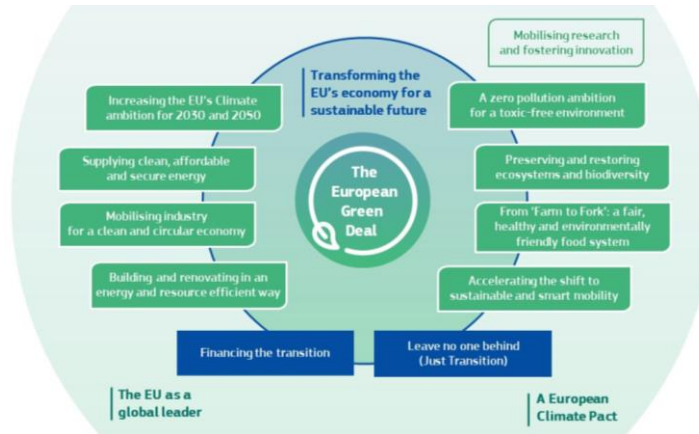 Mobilising research
and fostering innovation
Transforming the
EU's economy for a
sustainable future
Increasing the EU's Climate
ambition for 2030 and 2050
A zero pollution ambition
for a toxic-free environment
Supplying clean, affordable
and secure energy
Preserving and restoring
ecosystems and biodiversity
The
European
Green
Deal
Mobilising industry
for a clean and circular economy
From 'Farm to Fork': a fair,
healthy and environmentally
friendly food system
Building and renovating in an
energy and resource efficient way
Accelerating the shift to
sustainable and smart mobility
Financing the transition
Leave no one behind
(Just Transition)
The EU as a
global leader
A European
Climate Pact